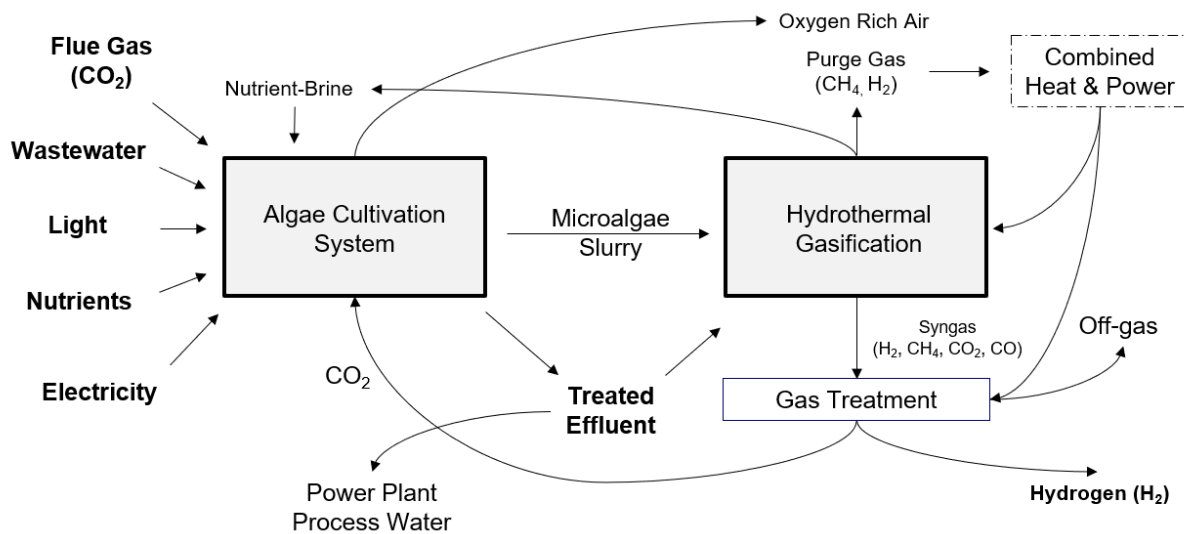 Flue Gas
(CO₂)
Oxygen Rich Air
Purge Gas
(CH₄, H₂)
Combined
Heat & Power
Nutrient-Brine
Wastewater
Light
Nutrients
Electricity
Algae Cultivation
System
Microalgae
Slurry
Hydrothermal
Gasification
Syngas
(H₂, CH₄, CO₂, CO)
Off-gas
CO₂
Treated
Effluent
Gas Treatment
Power Plant
Process Water
Hydrogen (H₂)